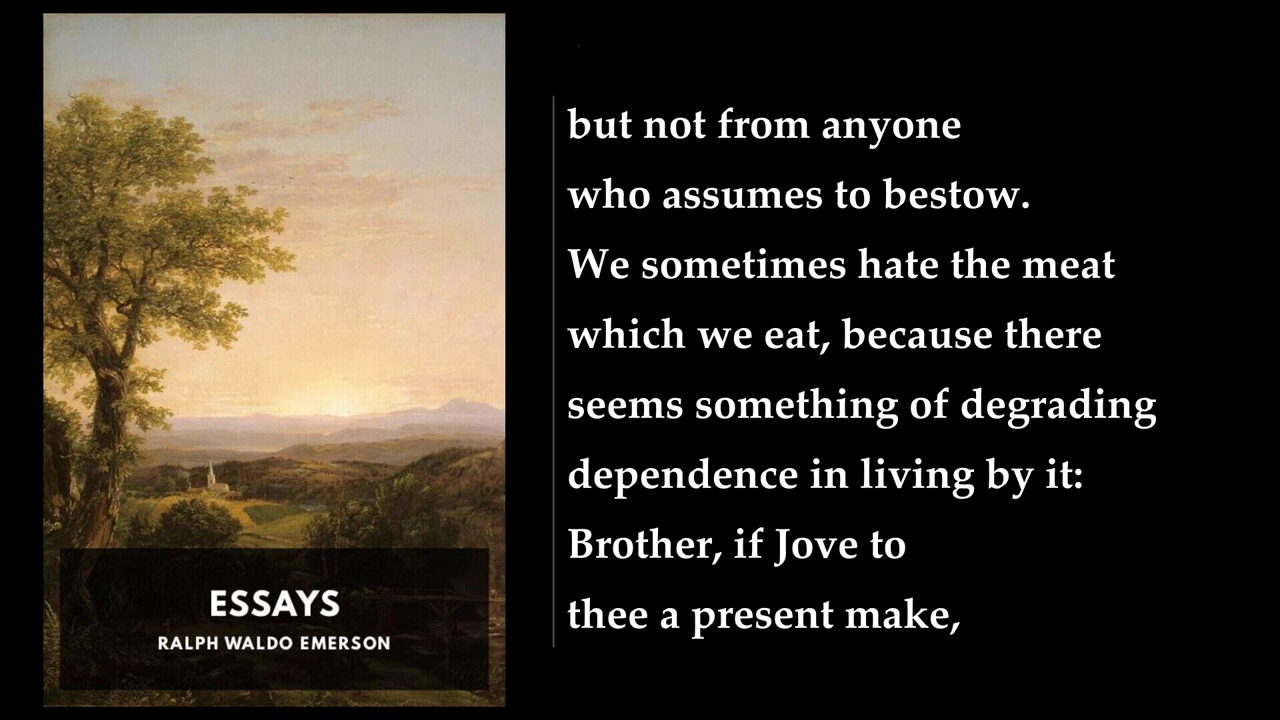 ESSAYS
RALPH WALDO EMERSON
but not from anyone
who assumes to bestow.
We sometimes hate the meat
which we eat, because there
seems something of degrading
dependence in living by it:
Brother, if Jove to
thee a present make,